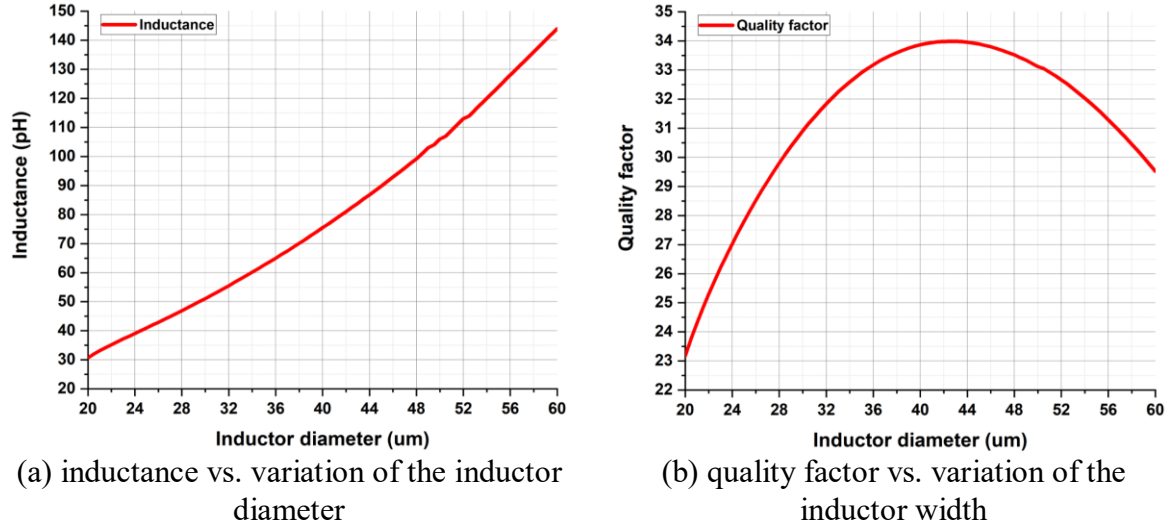 Inductance
Inductance (pH)
150
140
130
120
110
100
90
80
70
60
50
40
30
20
20 24 28 32 36 40 44 48 52 56 60
Inductor diameter (um)
(a) inductance vs. variation of the inductor
diameter
Quality factor
Quality factor
35
34
33
32
31
30
29
28
27
26
25
24
23
22
20 24 28 32 36 40 44 48 52 56 60
Inductor diameter (um)
(b) quality factor vs. variation of the
inductor width